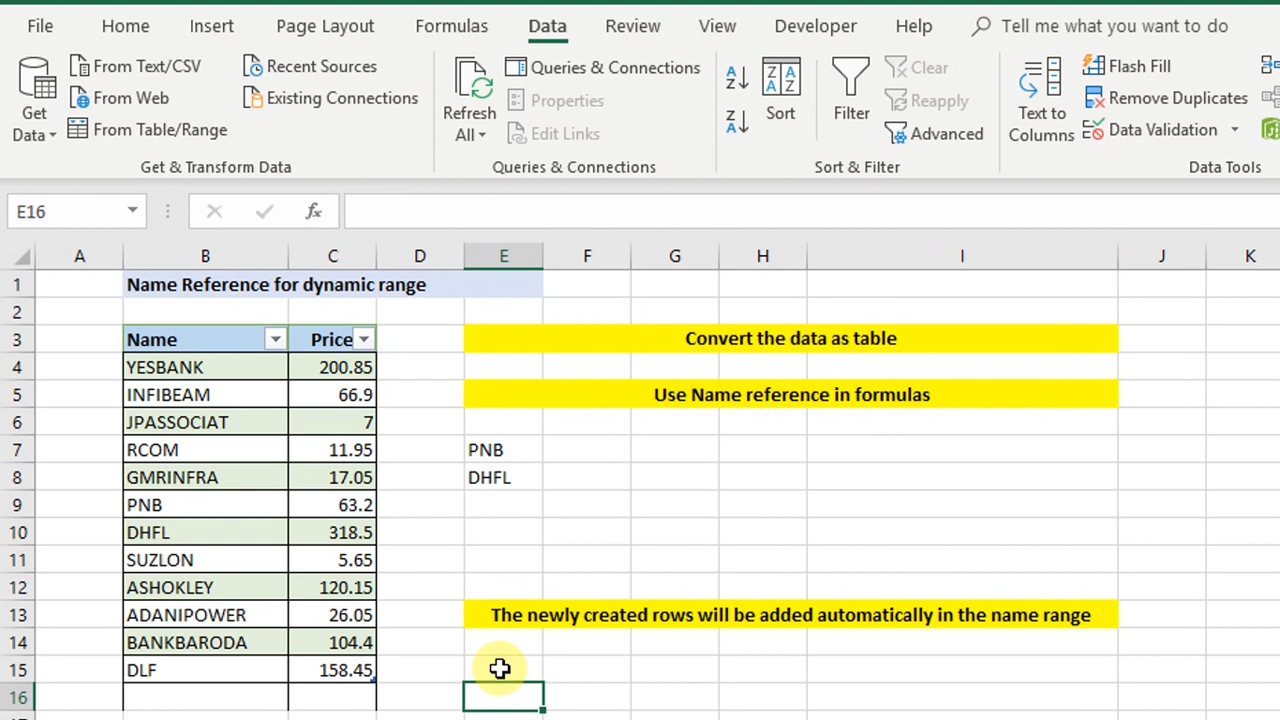 File Home Insert Page Layout Formulas Data Review View Developer Help Tell me what you want to do
Get Data
From Text/CSV
From Web
From Table/Range
Recent Sources
Existing Connections
Get & Transform Data
Refresh All
Queries & Connections
Properties
Edit Links
Queries & Connections
Sort
Filter
Clear
Reapply
Advanced
Sort & Filter
Text to Columns
Flash Fill
Remove Duplicates
Data Validation
Data Tools
E16 fx
A B C D E F G H I J K
1 Name Reference for dynamic range
2
3 Name Price Convert the data as table
4 YESBANK 200.85
5 INFIBEAM 66.9 Use Name reference in formulas
6 JPASSOCIAT 7
7 RCOM 11.95 PNB
8 GMRINFRA 17.05 DHFL
9 PNB 63.2
10 DHFL 318.5
11 SUZLON 5.65
12 ASHOKLEY 120.15
13 ADANIPOWER 26.05 The newly created rows will be added automatically in the name range
14 BANKBARODA 104.4
15 DLF 158.45
16